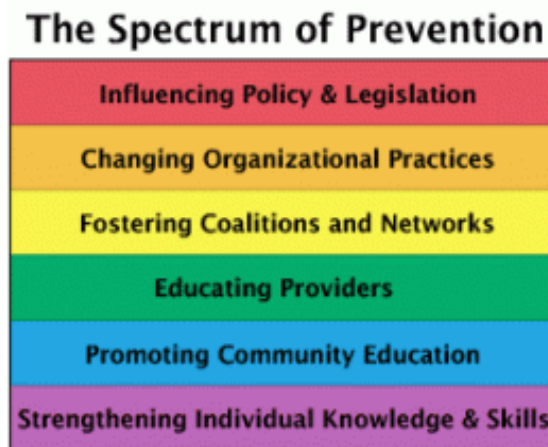 The Spectrum of Prevention
Influencing Policy & Legislation
Changing Organizational Practices
Fostering Coalitions and Networks
Educating Providers
Promoting Community Education
Strengthening Individual Knowledge & Skills